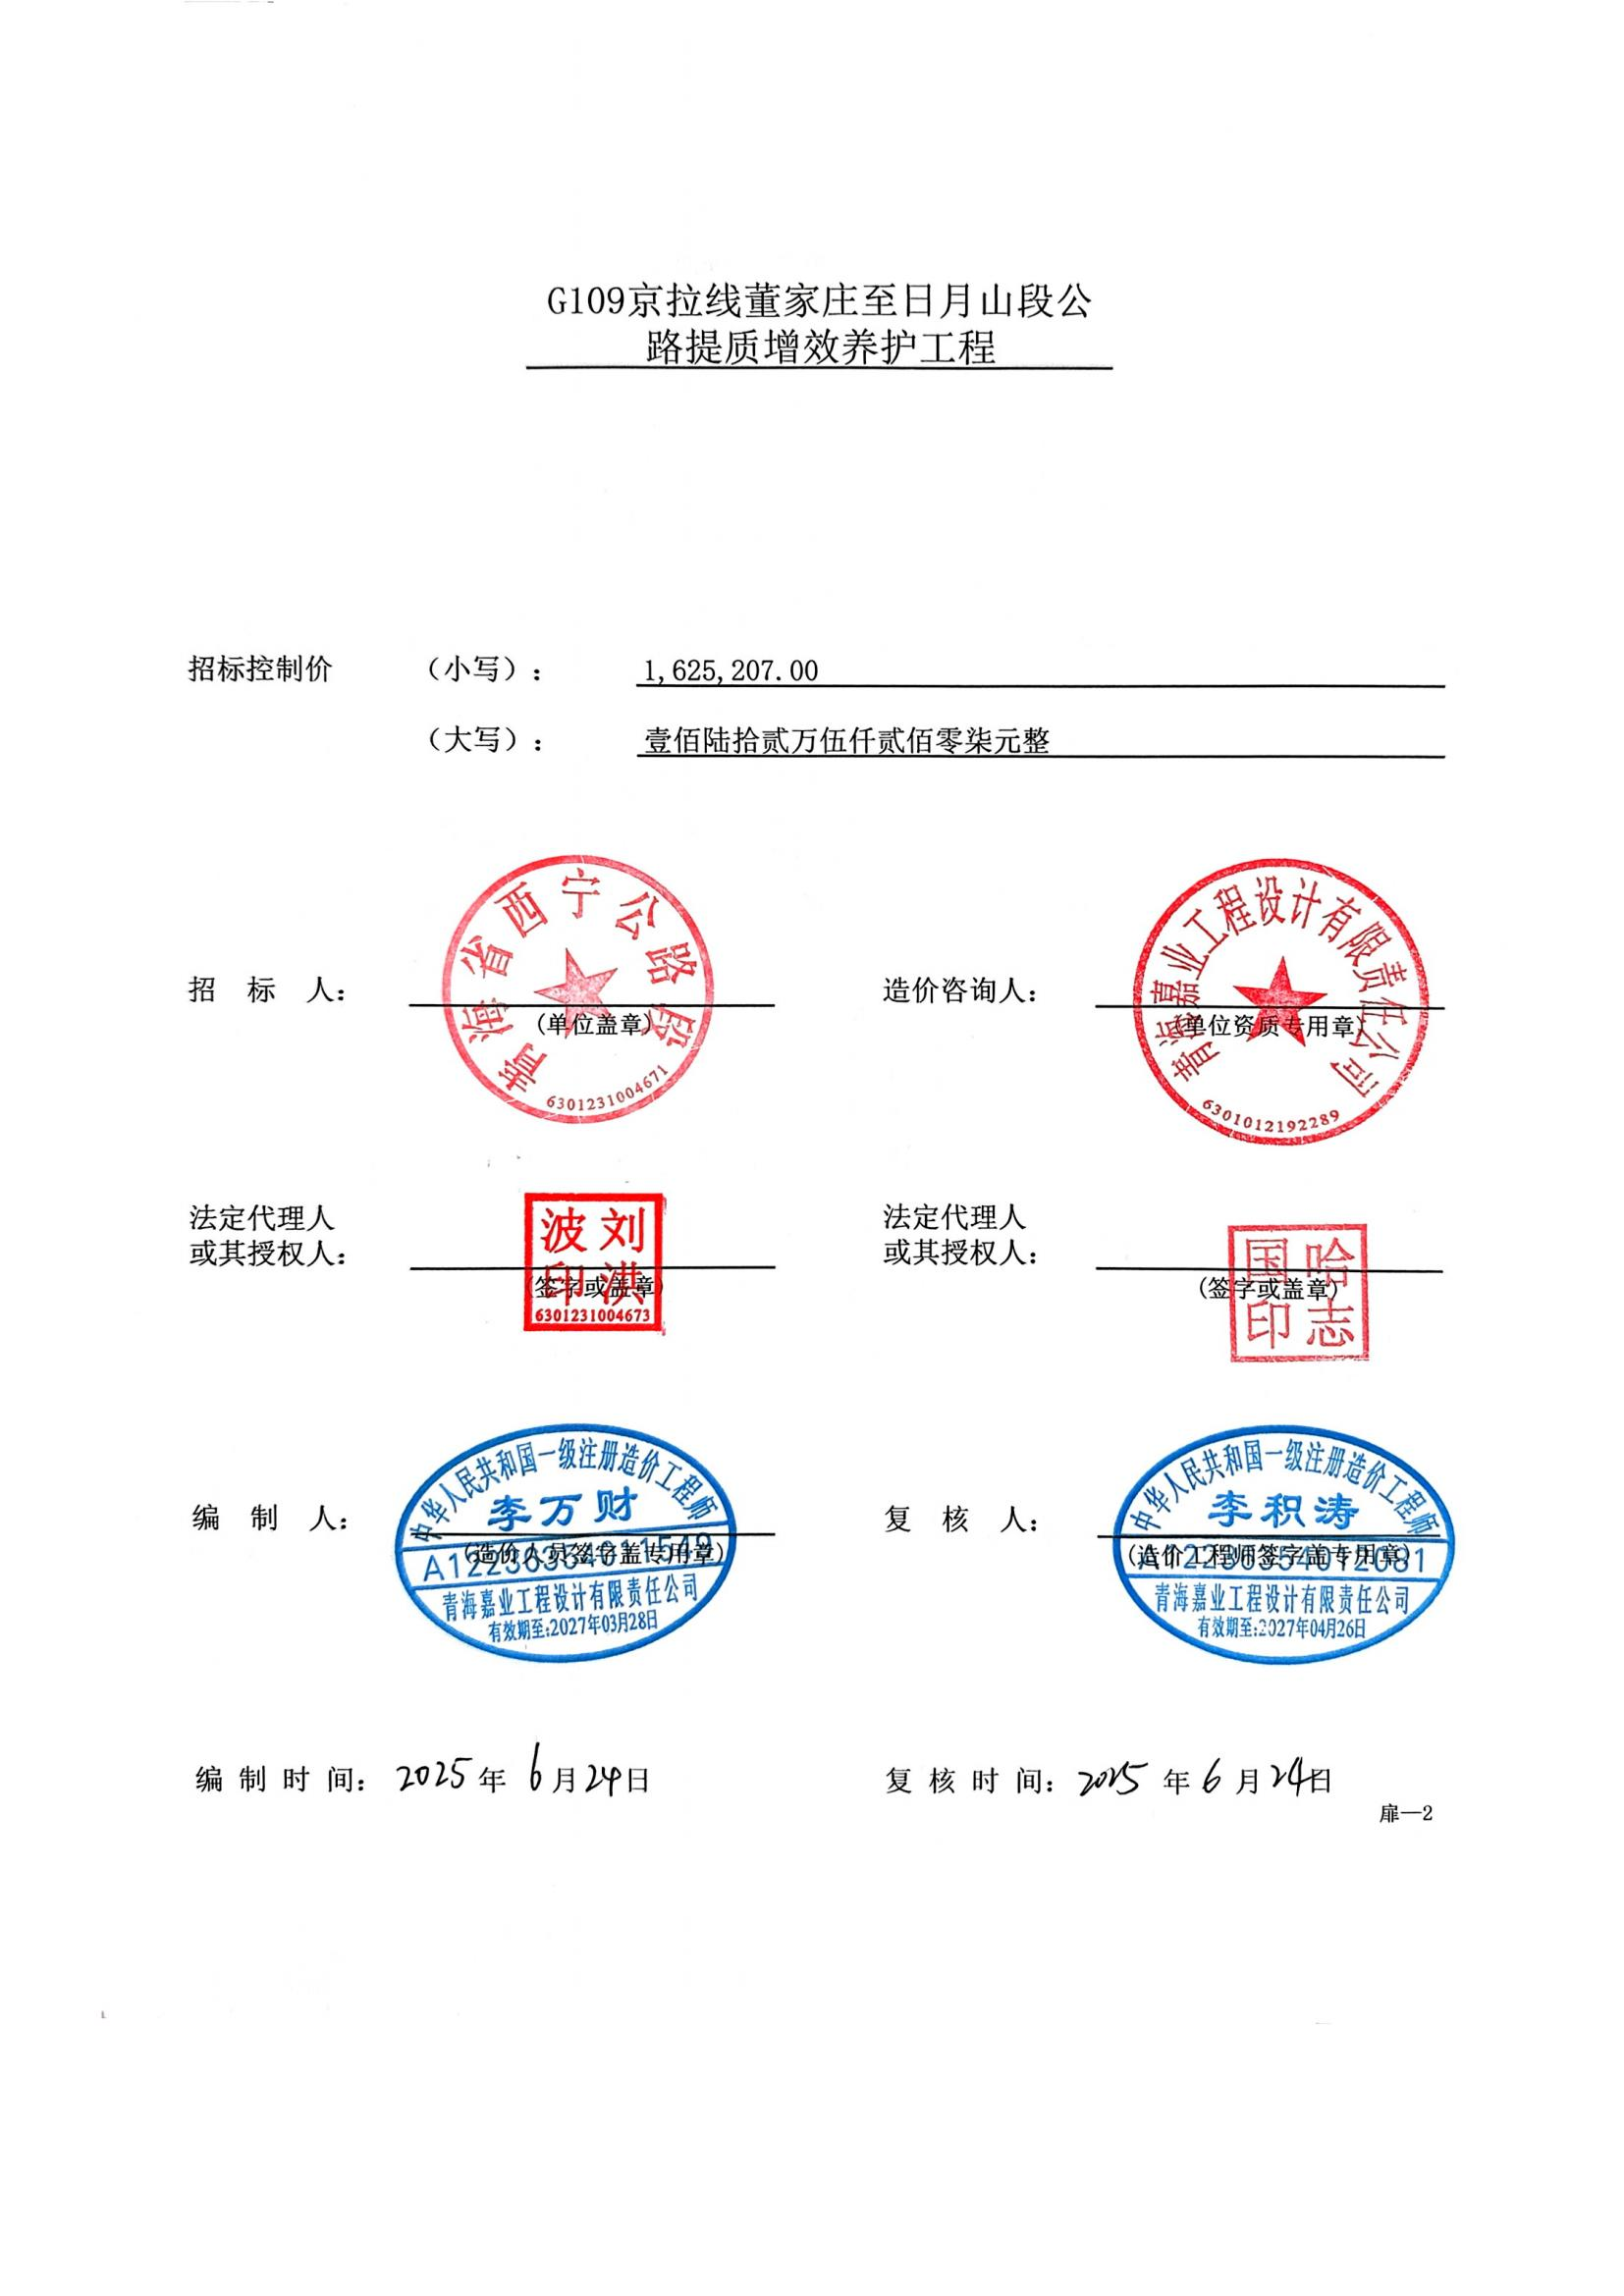 G109京拉线董家庄至日月山段公
路提质增效养护工程
招标控制价 （小写）： 1,625,207.00
（大写）： 壹佰陆拾贰万伍仟贰佰零柒元整
招 标 人：
青海省西宁公路段
(单位盖章)
6301231004671
造价咨询人：
青海嘉业工程设计有限责任公司
(单位资质专用章)
6301012192289
法定代理人
或其授权人：
刘洪波印
(签字或盖章)
6301231004673
法定代理人
或其授权人：
哈志国印
(签字或盖章)
编 制 人：
中华人民共和国一级注册造价工程师
李万财
(造价人员签字盖专用章)
青海嘉业工程设计有限责任公司
有效期至:2027年03月28日
复 核 人：
中华人民共和国一级注册造价工程师
李积涛
(造价工程师签字盖专用章)
青海嘉业工程设计有限责任公司
有效期至:2027年04月26日
编 制 时 间： 2025 年 6 月 24 日
复 核 时 间： 2025 年 6 月 24 日
扉—2